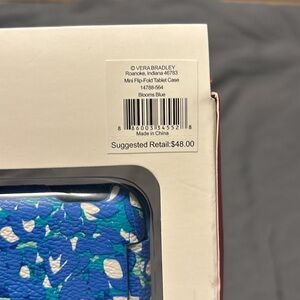 © VERA BRADLEY
Roanoke, Indiana 46783
Mini Flip-Fold Tablet Case
14788-564
Blooms Blue
8 86003 34552 8
Made in China
Suggested Retail:$48.00